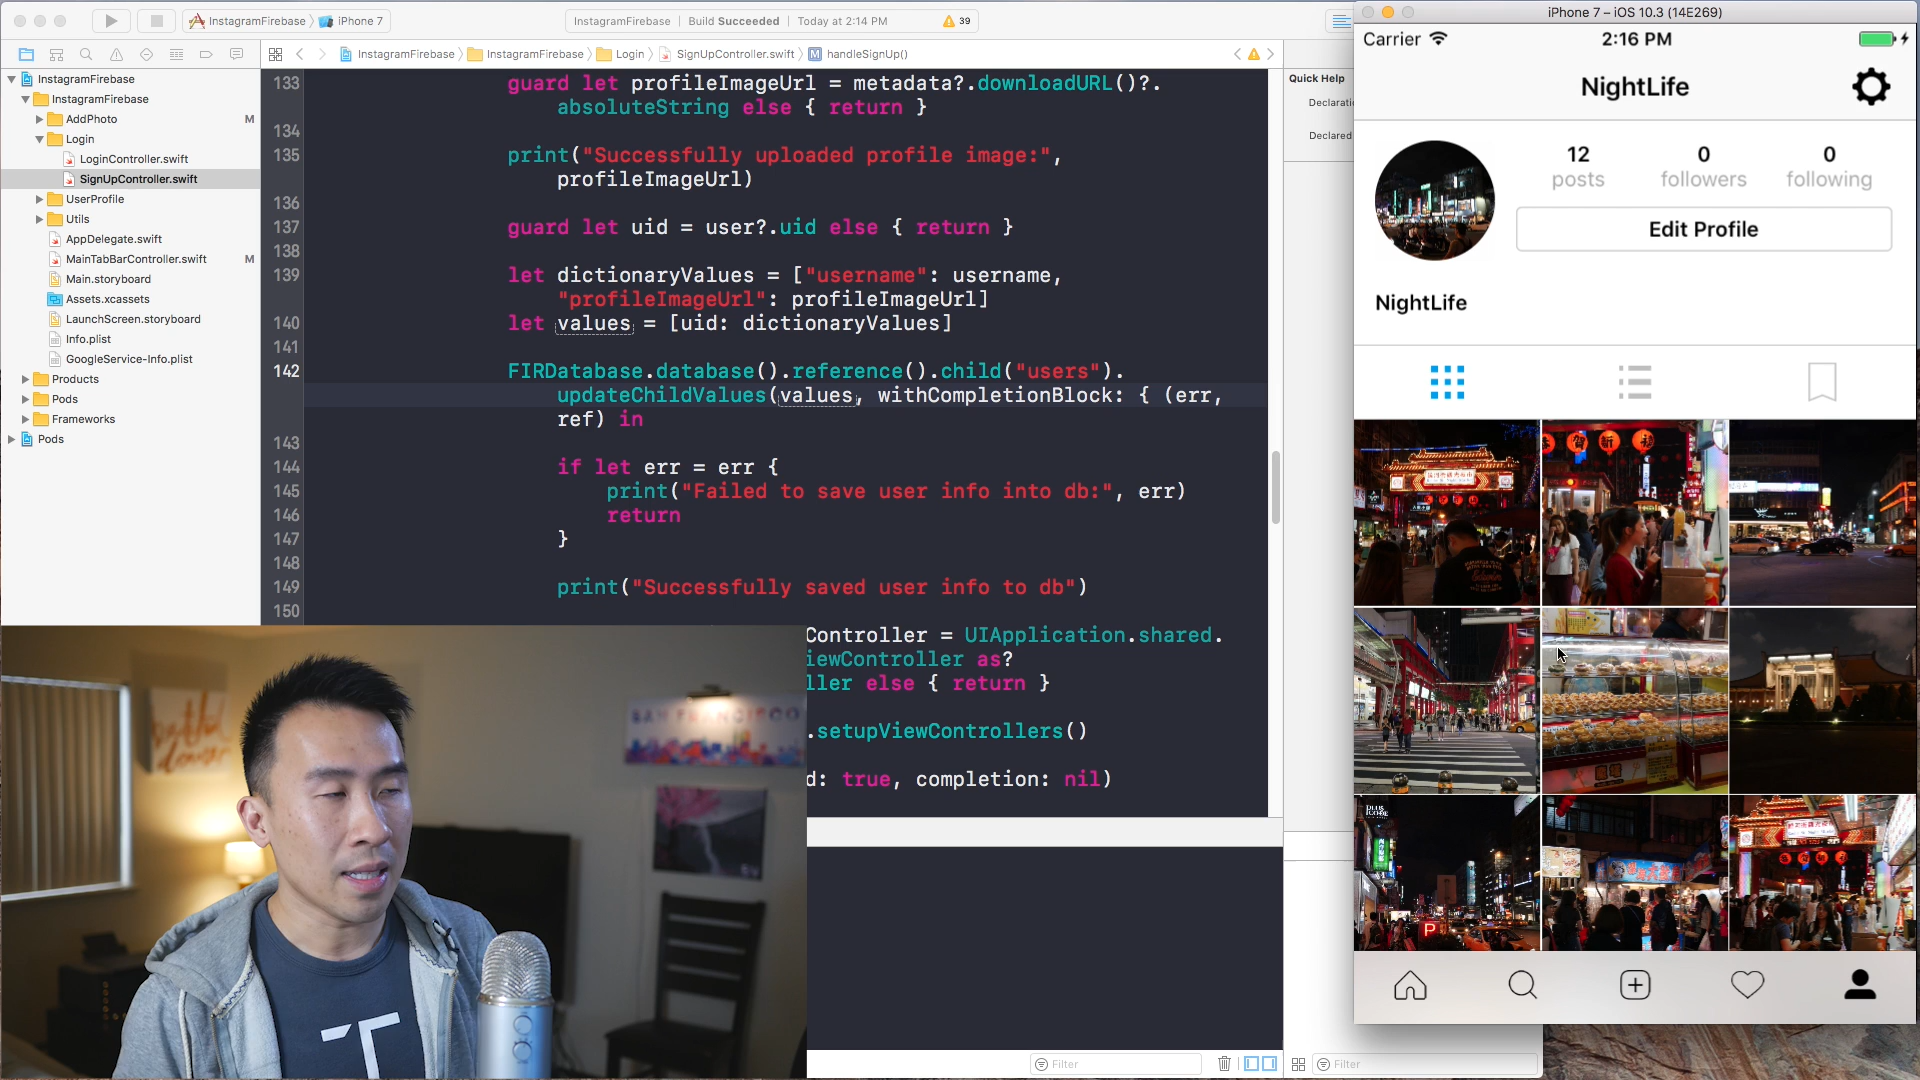 InstagramFirebase
iPhone 7
InstagramFirebase | Build Succeeded | Today at 2:14 PM
39
InstagramFirebase
InstagramFirebase
Login
SignUpController.swift
handleSignUp()
InstagramFirebase
InstagramFirebase
AddPhoto M
Login
LoginController.swift
SignUpController.swift
UserProfile
Utils
AppDelegate.swift
MainTabBarController.swift M
Main.storyboard
Assets.xcassets
LaunchScreen.storyboard
Info.plist
GoogleService-Info.plist
Products
Pods
Frameworks
Pods
133 guard let profileImageUrl = metadata?.downloadURL()?.
absoluteString else { return }
134
135 print("Successfully uploaded profile image:",
profileImageUrl)
136
137 guard let uid = user?.uid else { return }
138
139 let dictionaryValues = ["username": username,
"profileImageUrl": profileImageUrl]
140 let values = [uid: dictionaryValues]
141
142 FIRDatabase.database().reference().child("users").
updateChildValues(values, withCompletionBlock: { (err,
ref) in
143
144 if let err = err {
145 print("Failed to save user info into db:", err)
146 return
147 }
148
149 print("Successfully saved user info to db")
150
Controller = UIApplication.shared.
iewController as?
ller else { return }
.setupViewControllers()
d: true, completion: nil)
Filter
Quick Help
Declaratio
Declared
Filter
iPhone 7 – iOS 10.3 (14E269)
Carrier
2:16 PM
NightLife
12
posts
0
followers
0
following
Edit Profile
NightLife
恭賀新禧
P
SAN FRANCISCO